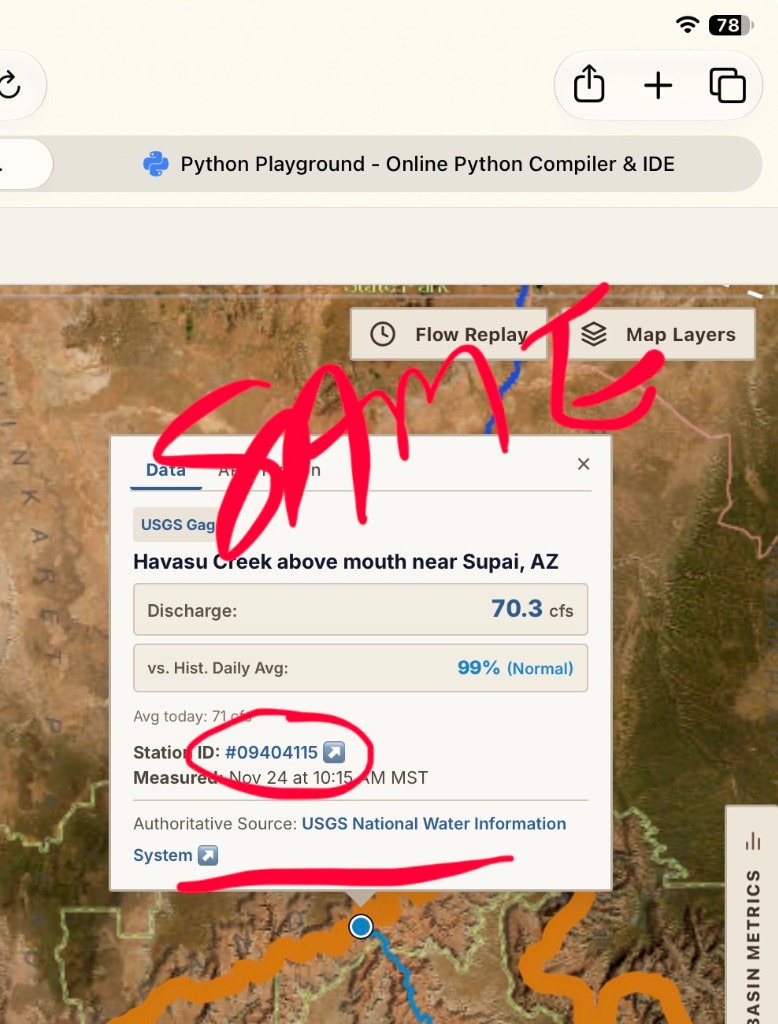 78
Python Playground - Online Python Compiler & IDE
Flow Replay
Map Layers
SAME
Data
USGS Gag
Havasu Creek above mouth near Supai, AZ
Discharge: 70.3 cfs
vs. Hist. Daily Avg: 99% (Normal)
Avg today: 71 cfs
Station ID: #09404115
Measured: Nov 24 at 10:15 AM MST
Authoritative Source: USGS National Water Information
System
BASIN METRICS